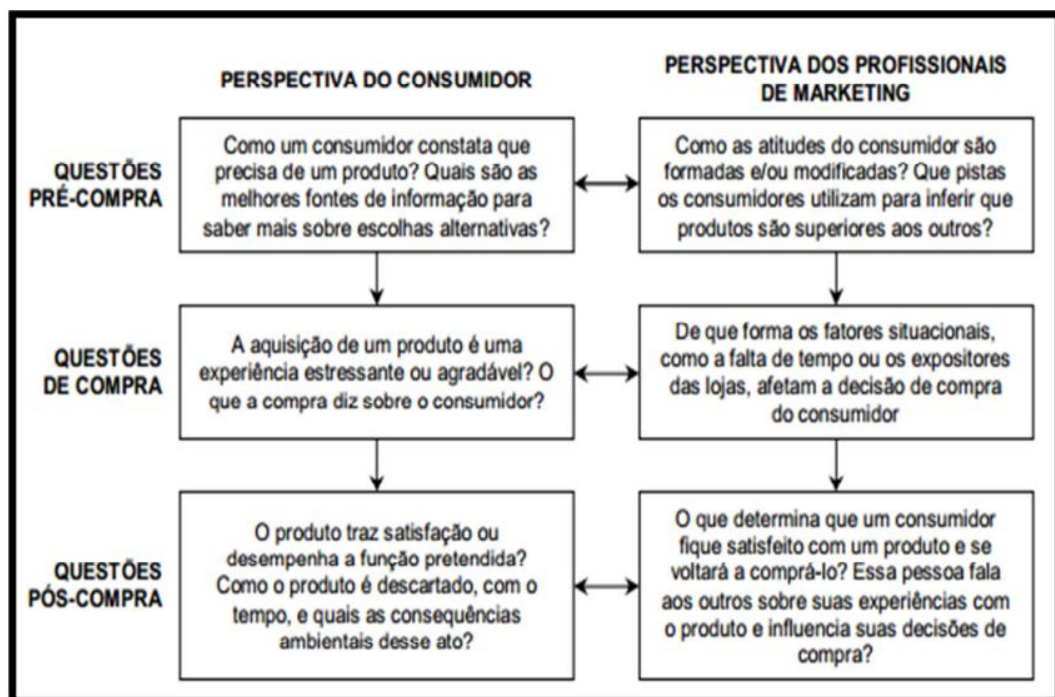 PERSPECTIVA DO CONSUMIDOR
PERSPECTIVA DOS PROFISSIONAIS
DE MARKETING
QUESTÕES
PRÉ-COMPRA
Como um consumidor constata que
precisa de um produto? Quais são as
melhores fontes de informação para
saber mais sobre escolhas alternativas?
Como as atitudes do consumidor são
formadas e/ou modificadas? Que pistas
os consumidores utilizam para inferir que
produtos são superiores aos outros?
QUESTÕES
DE COMPRA
A aquisição de um produto é uma
experiência estressante ou agradável? O
que a compra diz sobre o consumidor?
De que forma os fatores situacionais,
como a falta de tempo ou os expositores
das lojas, afetam a decisão de compra
do consumidor
QUESTÕES
PÓS-COMPRA
O produto traz satisfação ou
desempenha a função pretendida?
Como o produto é descartado, com o
tempo, e quais as consequências
ambientais desse ato?
O que determina que um consumidor
fique satisfeito com um produto e se
voltará a comprá-lo? Essa pessoa fala
aos outros sobre suas experiências com
o produto e influencia suas decisões de
compra?